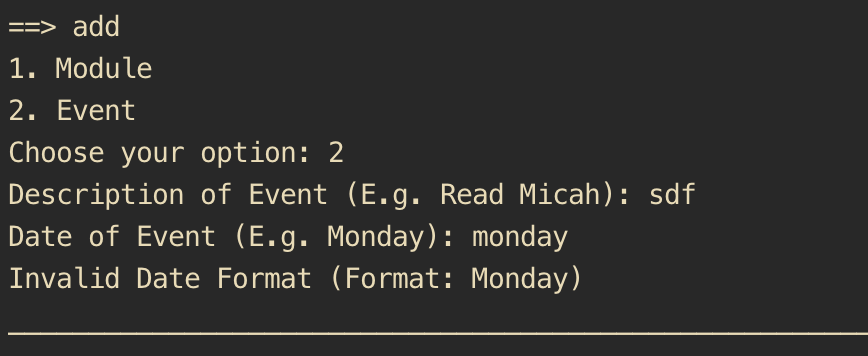 ==> add
1. Module
2. Event
Choose your option: 2
Description of Event (E.g. Read Micah): sdf
Date of Event (E.g. Monday): monday
Invalid Date Format (Format: Monday)